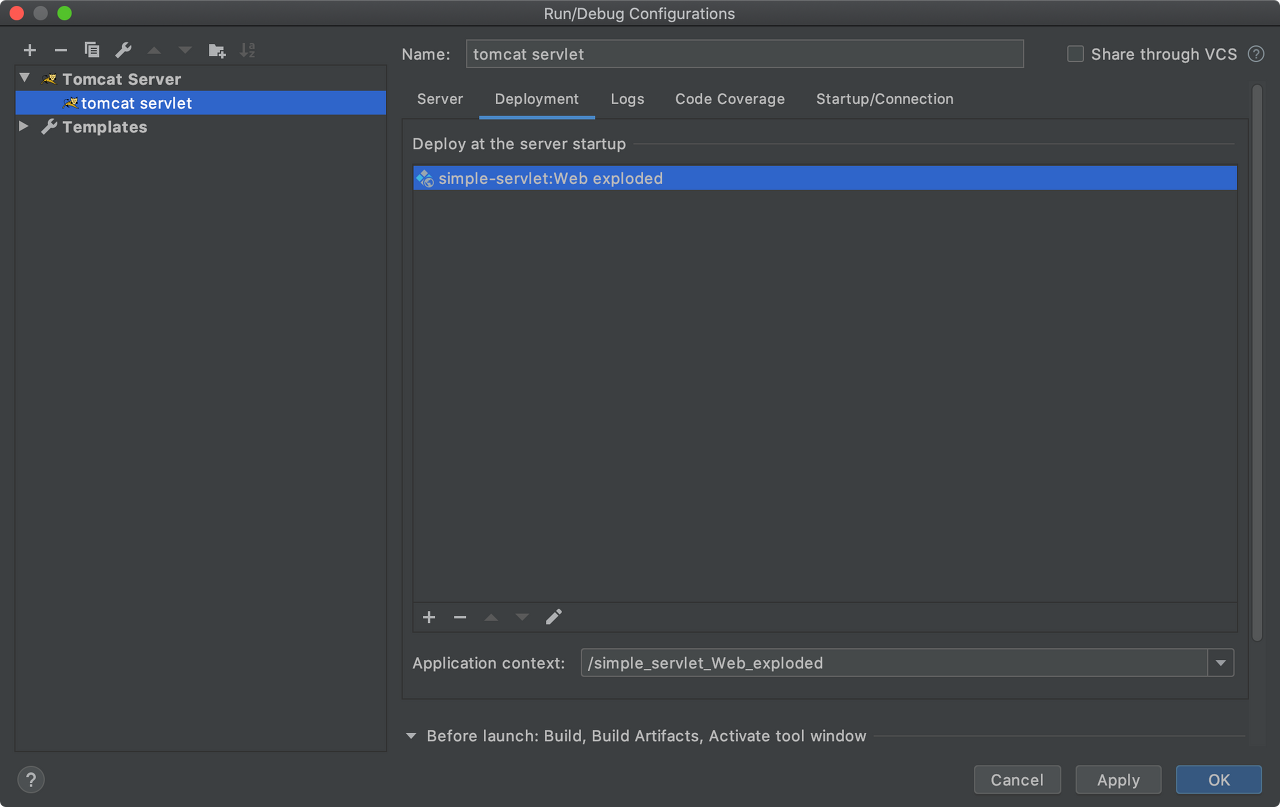 Run/Debug Configurations
Name: tomcat servlet Share through VCS ?
Tomcat Server
tomcat servlet
Templates
Server Deployment Logs Code Coverage Startup/Connection
Deploy at the server startup
simple-servlet:Web exploded
Application context: /simple_servlet_Web_exploded
Before launch: Build, Build Artifacts, Activate tool window
? Cancel Apply OK